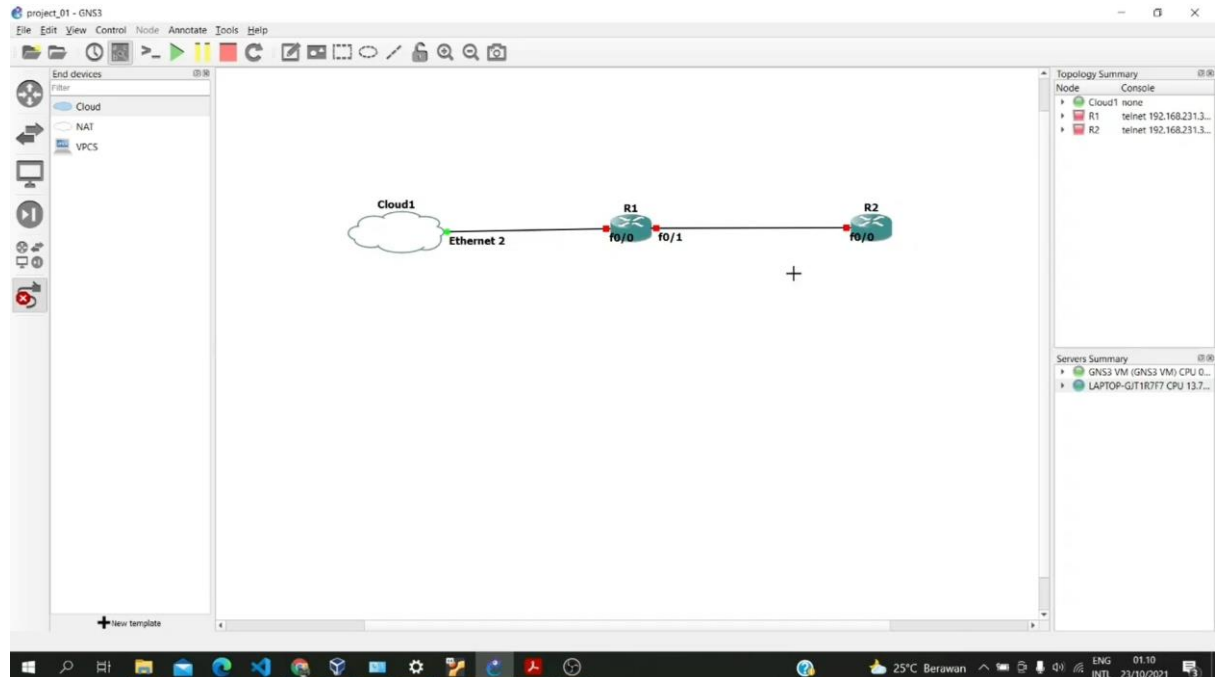 project_01 - GNS3
File Edit View Control Node Annotate Tools Help
End devices
Filter
Cloud
NAT
VPCS
New template
Cloud1
Ethernet 2
R1
f0/0
f0/1
R2
f0/0
Topology Summary
Node Console
Cloud1 none
R1 telnet 192.168.231.3...
R2 telnet 192.168.231.3...
Servers Summary
GNS3 VM (GNS3 VM) CPU 0...
LAPTOP-GJT1R7F7 CPU 13.7...
25°C Berawan
ENG
INTL
01.10
23/10/2021